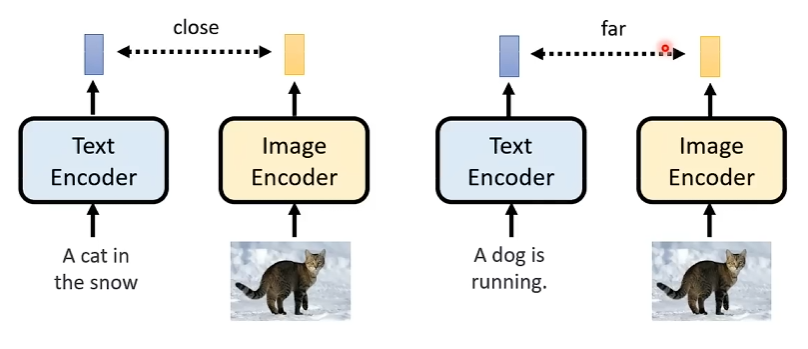 close
Text
Encoder
Image
Encoder
A cat in
the snow
far
Text
Encoder
Image
Encoder
A dog is
running.